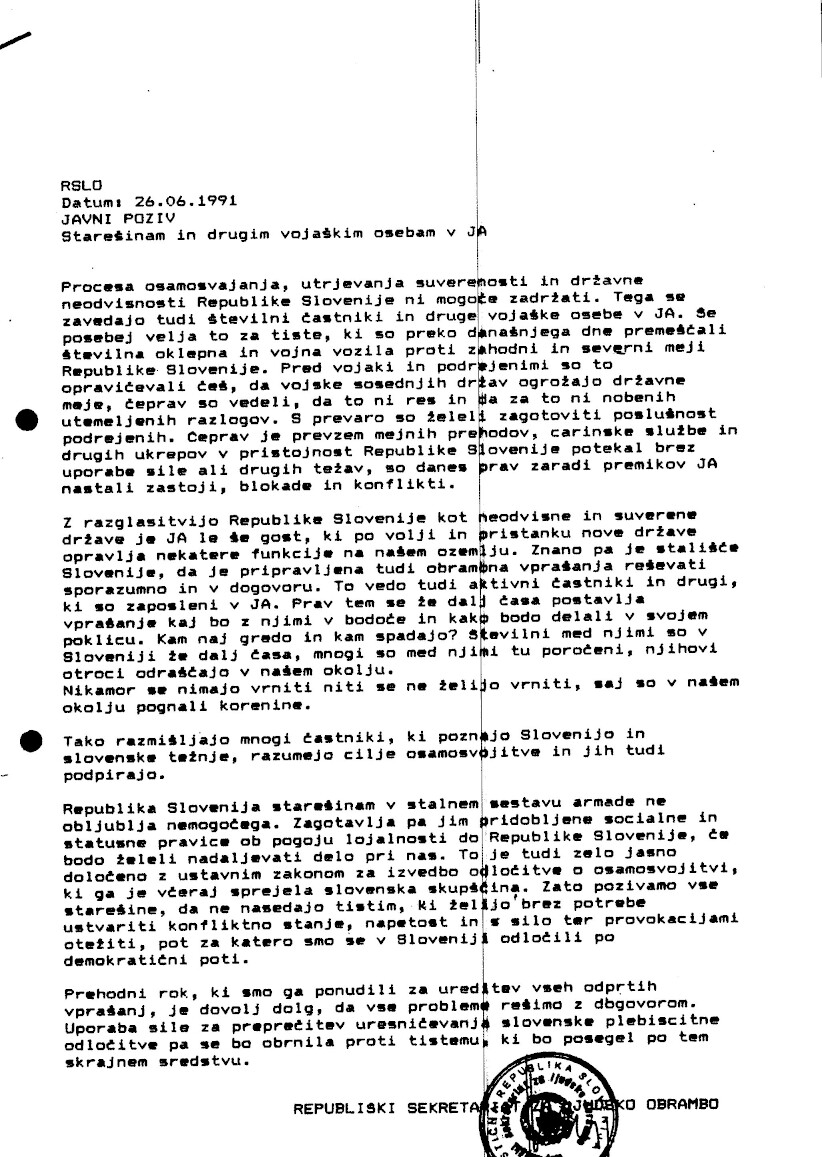 RSLO
Datum: 26.06.1991
JAVNI POZIV
Starešinam in drugim vojaškim osebam v JA
Procesa osamosvajanja, utrjevanja suverenosti in državne
neodvisnosti Republike Slovenije ni mogoče zadržati. Tega se
zavedajo tudi številni častniki in druge vojaške osebe v JA. Še
posebej velja to za tiste, ki so preko današnjega dne premeščali
številna oklepna in vojna vozila proti zahodni in severni meji
Republike Slovenije. Pred vojaki in podrejenimi so to
opravičevali češ, da vojske sosednjih držav ogrožajo državne
meje, čeprav so vedeli, da to ni res in da za to ni nobenih
utemeljenih razlogov. S prevaro so želeli zagotoviti poslušnost
podrejenih. Čeprav je prevzem mejnih prehodov, carinske službe in
drugih ukrepov v pristojnost Republike Slovenije potekal brez
uporabe sile ali drugih težav, so danes prav zaradi premikov JA
nastali zastoji, blokade in konflikti.
Z razglasitvijo Republike Slovenije kot neodvisne in suverene
države je JA le še gost, ki po volji in pristanku nove države
opravlja nekatere funkcije na našem ozemlju. Znano pa je stališče
Slovenije, da je pripravljena tudi obrambna vprašanja reševati
sporazumno in v dogovoru. To vedo tudi aktivni častniki in drugi,
ki so zaposleni v JA. Prav tem se že dalj časa postavlja
vprašanje kaj bo z njimi v bodoče in kako bodo delali v svojem
poklicu. Kam naj gredo in kam spadajo? Številni med njimi so v
Sloveniji že dalj časa, mnogi so med njimi tu poročeni, njihovi
otroci odraščajo v našem okolju.
Nikamor se nimajo vrniti niti se ne želijo vrniti, saj so v našem
okolju pognali korenine.
Tako razmišljajo mnogi častniki, ki poznajo Slovenijo in
slovenske težnje, razumejo cilje osamosvojitve in jih tudi
podpirajo.
Republika Slovenija starešinam v stalnem sestavu armade ne
obljublja nemogočega. Zagotavlja pa jim pridobljene socialne in
statusne pravice ob pogoju lojalnosti do Republike Slovenije, če
bodo želeli nadaljevati delo pri nas. To je tudi zelo jasno
določeno z ustavnim zakonom za izvedbo odločitve o osamosvojitvi,
ki ga je včeraj sprejela slovenska skupščina. Zato pozivamo vse
starešine, da ne nasedajo tistim, ki želijo brez potrebe
ustvariti konfliktno stanje, napetost in s silo ter provokacijami
otežiti, pot za katero smo se v Sloveniji odločili po
demokratični poti.
Prehodni rok, ki smo ga ponudili za ureditev vseh odprtih
vprašanj, je dovolj dolg, da vse probleme rešimo z dogovorom.
Uporaba sile za preprečitev uresničevanja slovenske plebiscitne
odločitve pa se bo obrnila proti tistemu, ki bo posegel po tem
skrajnem sredstvu.
REPUBLIŠKI SEKRETARIAT ZA LJUDSKO OBRAMBO
REPUBLIKA